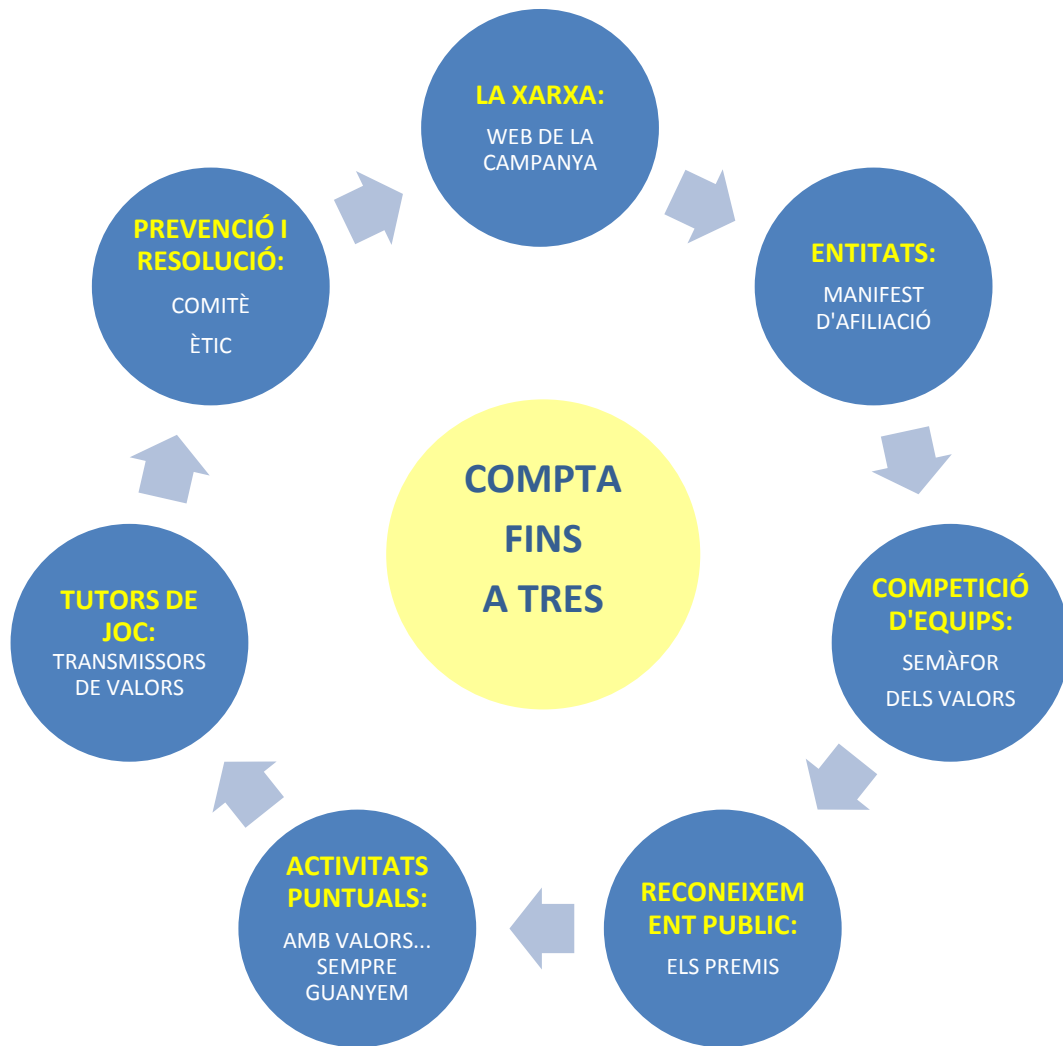 LA XARXA:
WEB DE LA
CAMPANYA
ENTITATS:
MANIFEST
D'AFILIACIÓ
COMPETICIÓ
D'EQUIPS:
SEMÀFOR
DELS VALORS
RECONEIXEM
ENT PUBLIC:
ELS PREMIS
ACTIVITATS
PUNTUALS:
AMB VALORS...
SEMPRE
GUANYEM
TUTORS DE
JOC:
TRANSMISSORS
DE VALORS
PREVENCIÓ I
RESOLUCIÓ:
COMITÈ
ÈTIC
COMPTA
FINS
A TRES